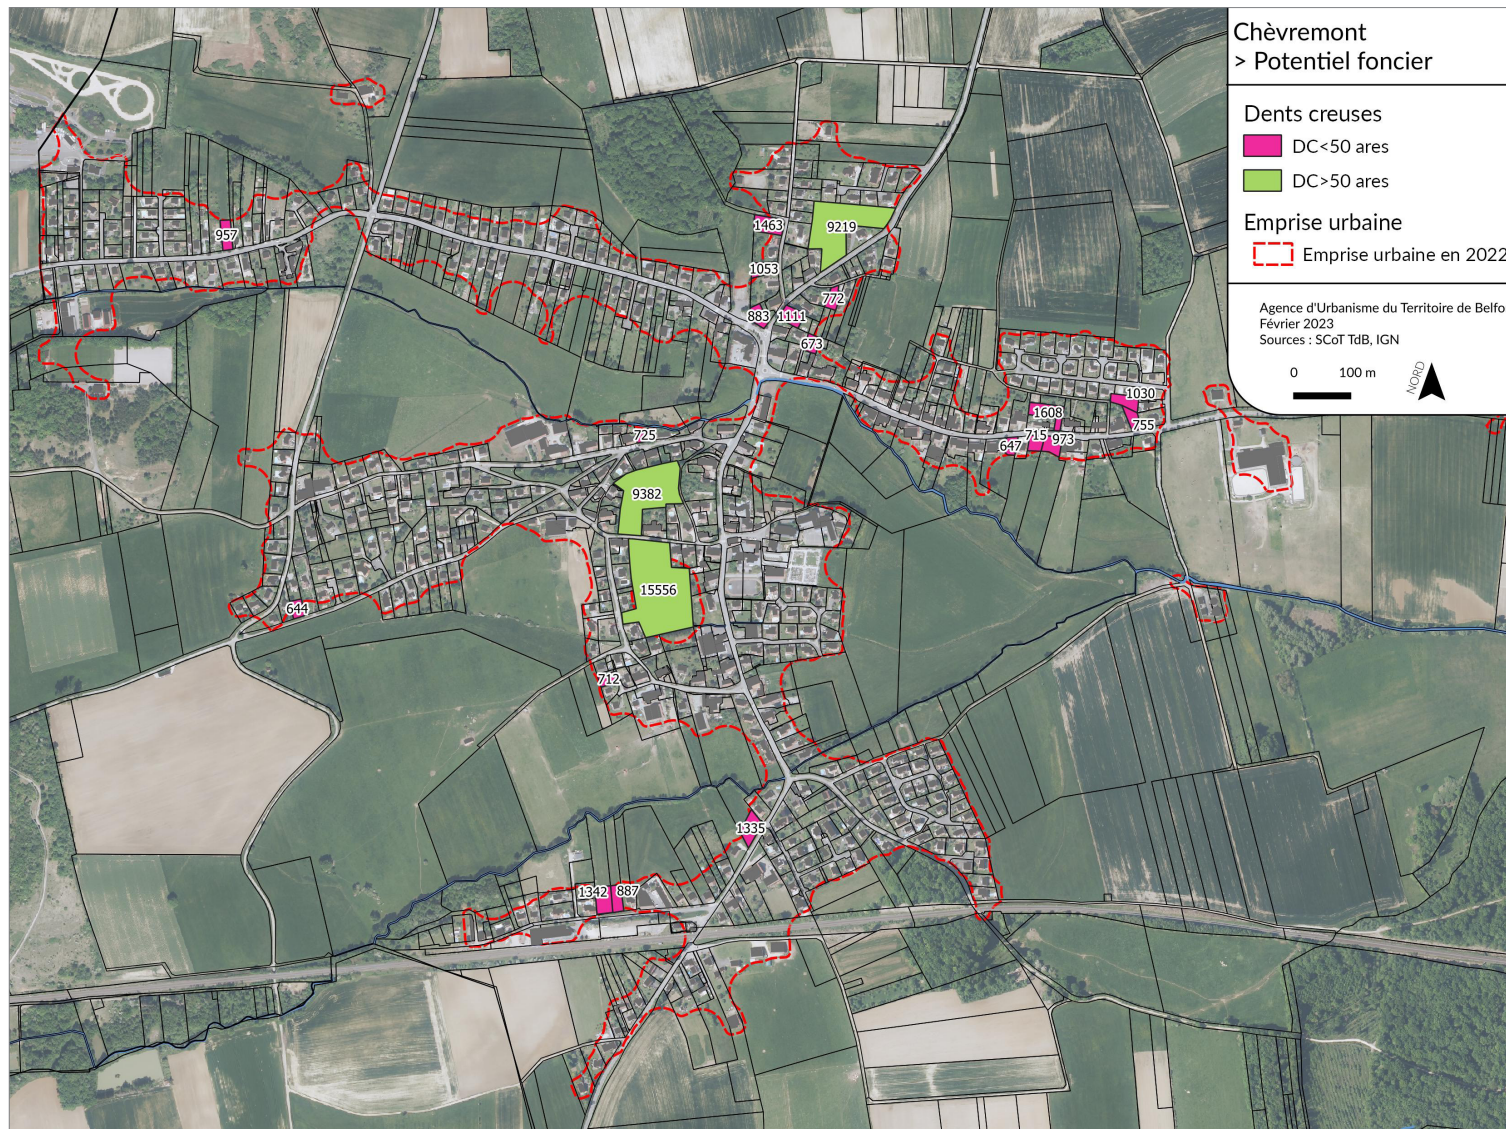 Chèvremont
> Potentiel foncier
Dents creuses
DC<50 ares
DC>50 ares
Emprise urbaine
Emprise urbaine en 2022
Agence d'Urbanisme du Territoire de Belfo
Février 2023
Sources : SCoT TdB, IGN
0 100 m
NORD
957
1463
9219
1053
772
883
1111
673
1030
1608
755
715
973
647
725
9382
15556
644
712
1335
1342
887